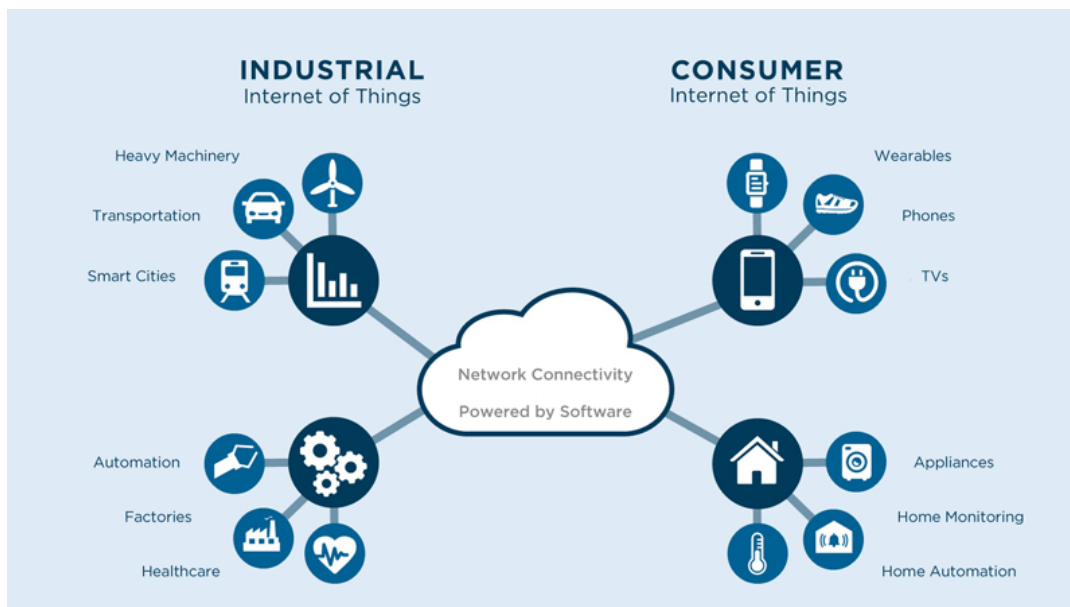 INDUSTRIAL
Internet of Things
CONSUMER
Internet of Things
Heavy Machinery
Transportation
Smart Cities
Wearables
Phones
TVs
Network Connectivity
Powered by Software
Automation
Factories
Healthcare
Appliances
Home Monitoring
Home Automation